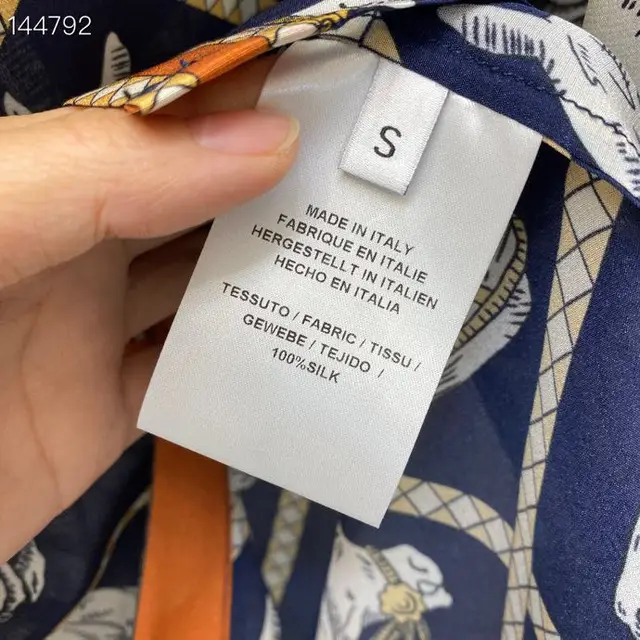 144792
S
MADE IN ITALY
FABRIQUE EN ITALIE
HERGESTELLT IN ITALIEN
HECHO EN ITALIA
TESSUTO / FABRIC / TISSU /
GEWEBE / TEJIDO /
100%SILK